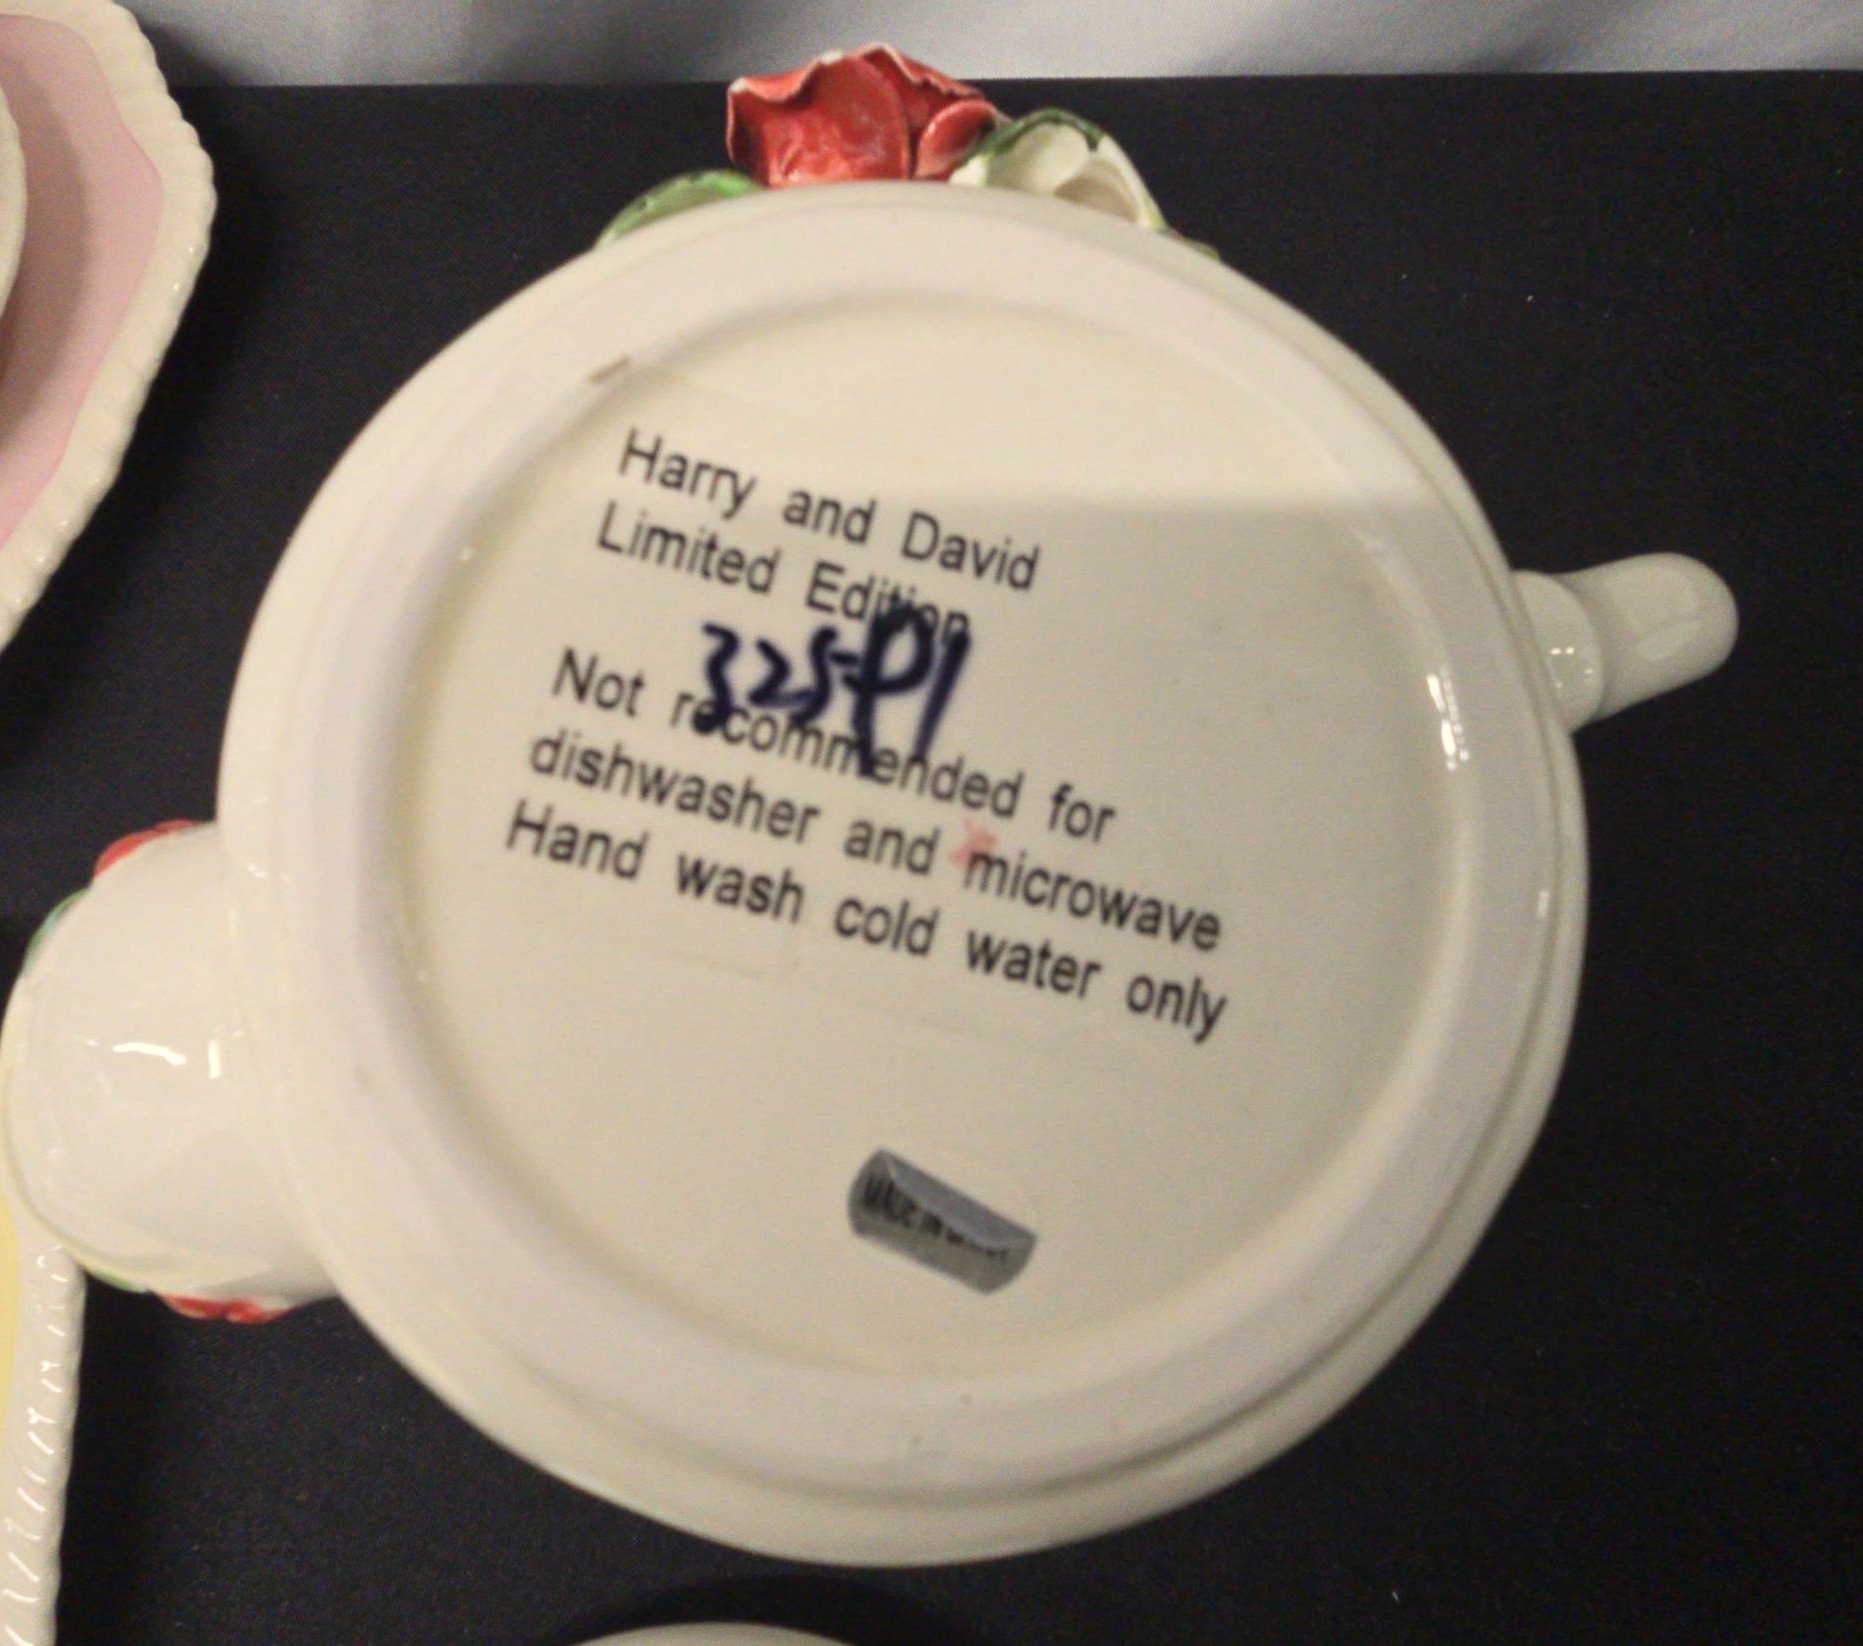 Harry and David
Limited Edition
325-P1
Not recommended for
dishwasher and microwave
Hand wash cold water only